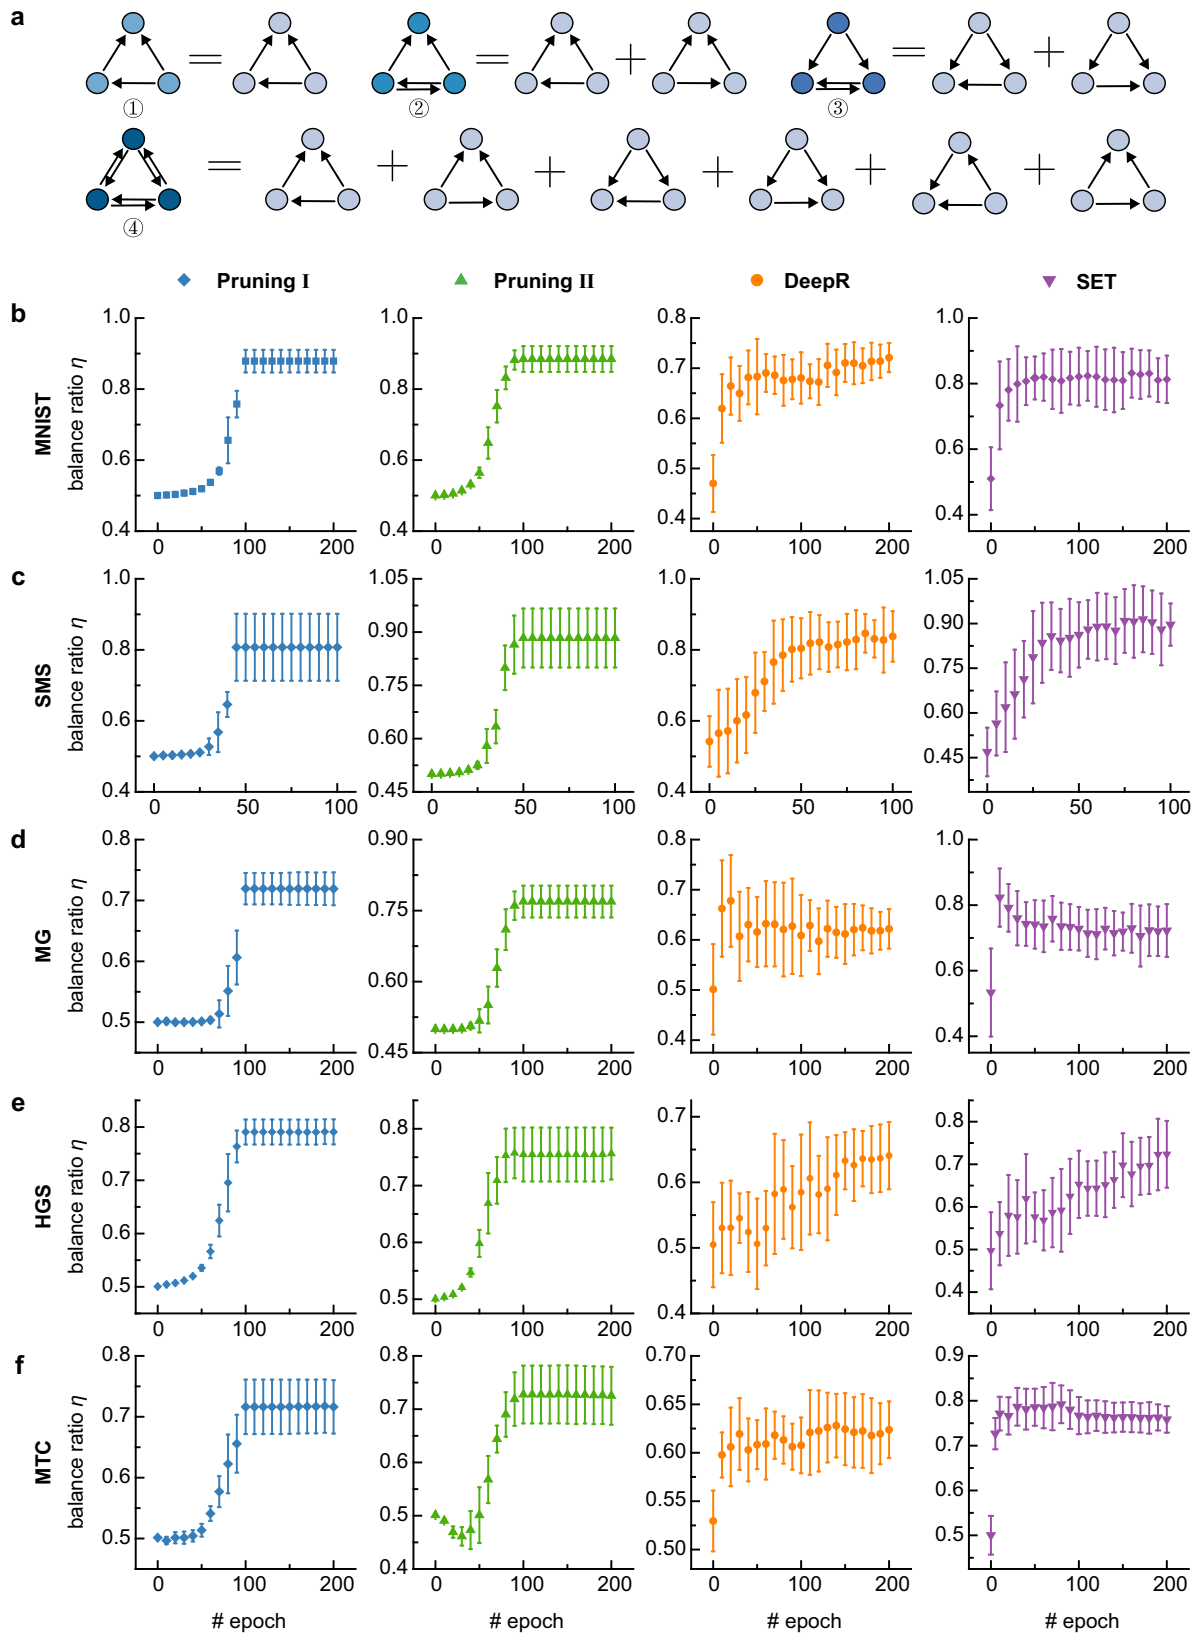 a
= = + = +
① ② ③
= + + + + +
④
Pruning I Pruning II DeepR SET
b
MNIST
balance ratio η
1.0 0.8 0.6 0.4
0 100 200
1.0 0.8 0.6 0.4
0 100 200
0.8 0.7 0.6 0.5 0.4
0 100 200
1.0 0.8 0.6 0.4
0 100 200
c
SMS
balance ratio η
1.0 0.8 0.6 0.4
0 50 100
1.05 0.90 0.75 0.60 0.45
0 50 100
1.0 0.8 0.6 0.4
0 50 100
1.05 0.90 0.75 0.60 0.45
0 50 100
d
MG
balance ratio η
0.8 0.7 0.6 0.5
0 100 200
0.90 0.75 0.60 0.45
0 100 200
0.8 0.7 0.6 0.5 0.4
0 100 200
1.0 0.8 0.6 0.4
0 100 200
e
HGS
balance ratio η
0.8 0.7 0.6 0.5
0 100 200
0.8 0.7 0.6 0.5
0 100 200
0.7 0.6 0.5 0.4
0 100 200
0.8 0.7 0.6 0.5 0.4
0 100 200
f
MTC
balance ratio η
0.8 0.7 0.6 0.5
0 100 200
0.8 0.7 0.6 0.5 0.4
0 100 200
0.70 0.65 0.60 0.55 0.50
0 100 200
0.9 0.8 0.7 0.6 0.5
0 100 200
# epoch # epoch # epoch # epoch